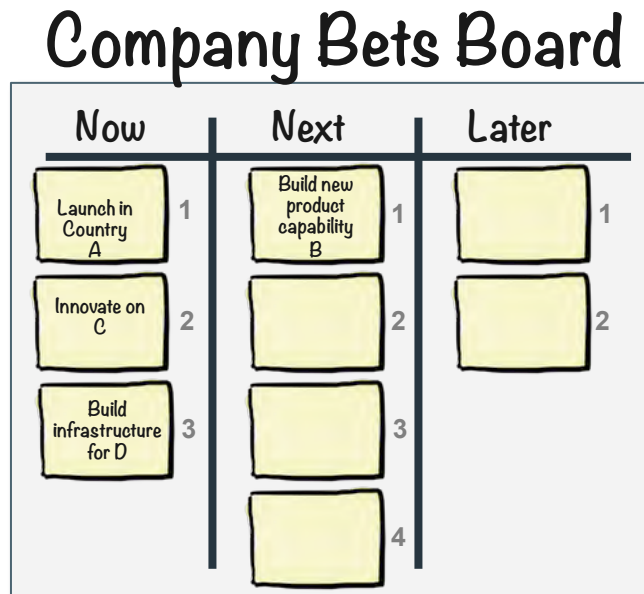 Company Bets Board
Now
Next
Later
Launch in
Country
A
1
Innovate on
C
2
Build
infrastructure
for D
3
Build new
product
capability
B
1
2
3
4
1
2